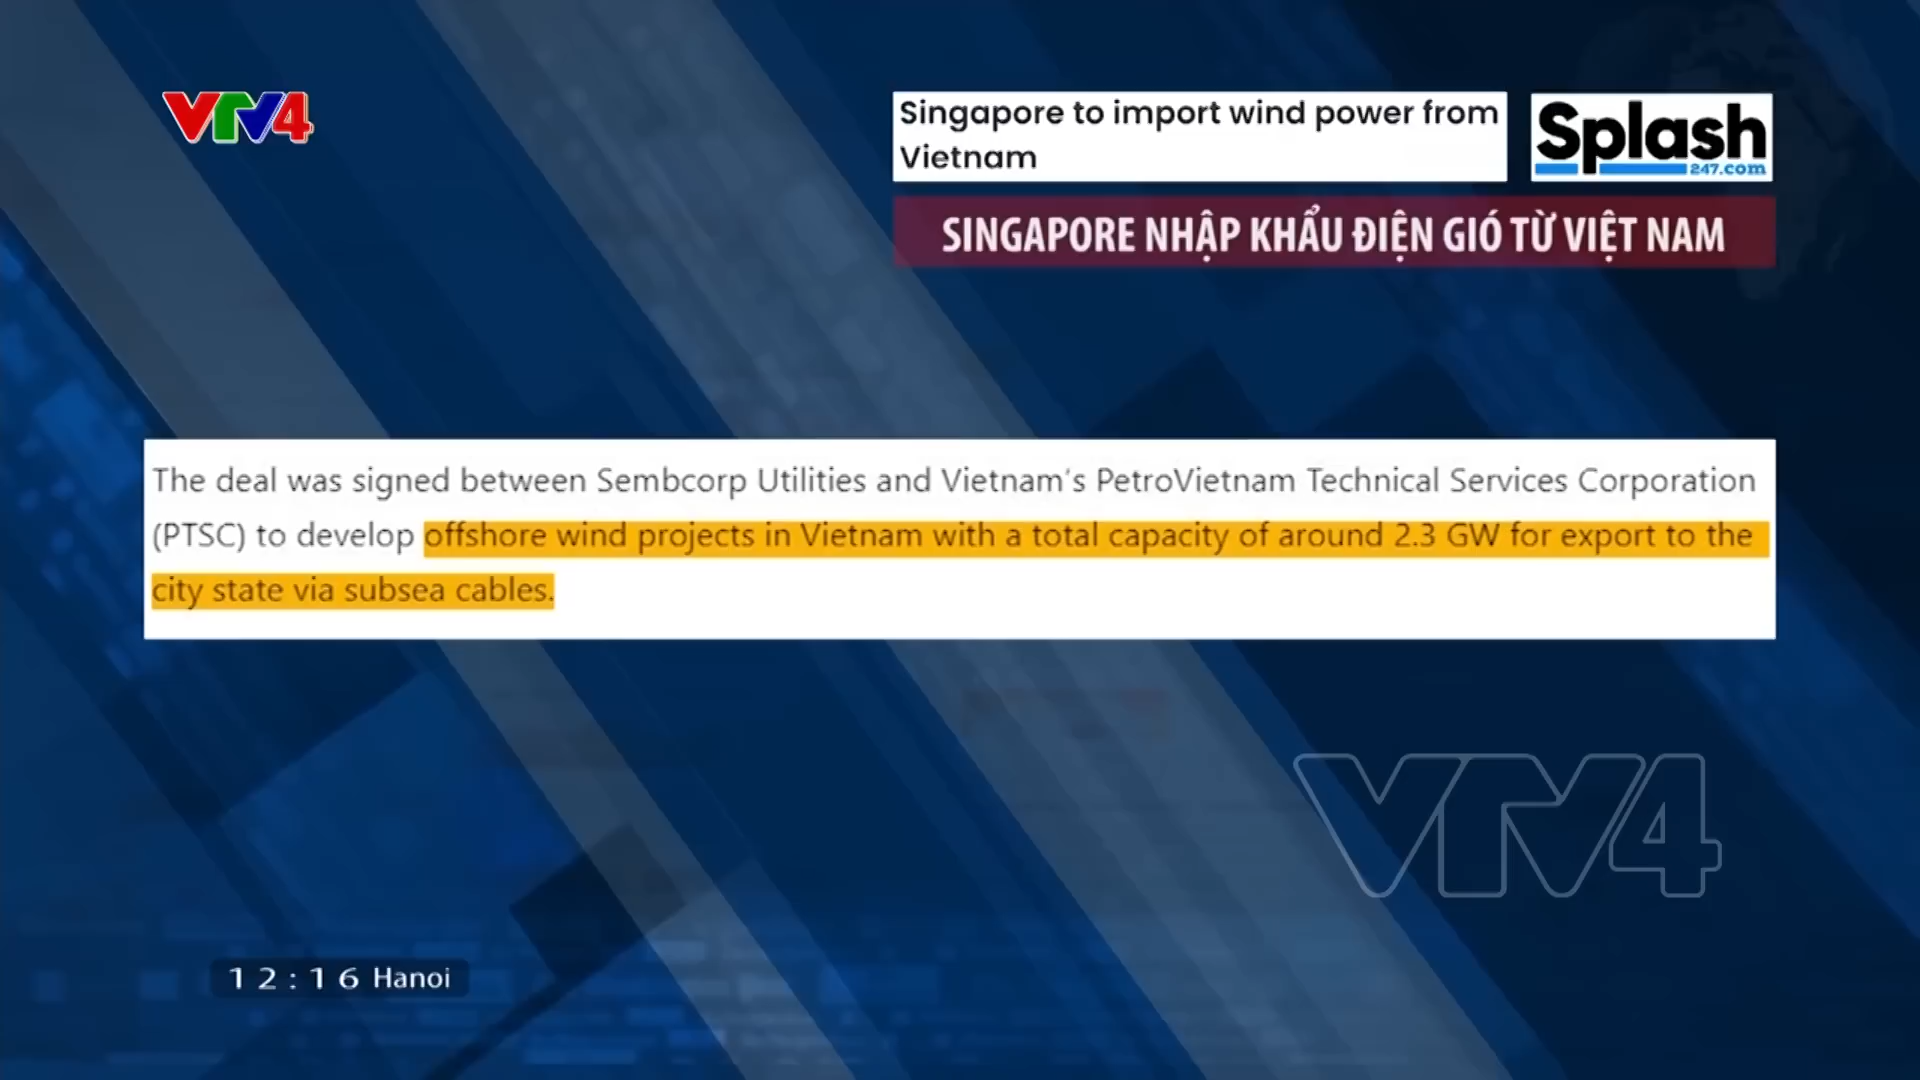 VTV4
Singapore to import wind power from
Vietnam
Splash
247.com
SINGAPORE NHẬP KHẨU ĐIỆN GIÓ TỪ VIỆT NAM
The deal was signed between Sembcorp Utilities and Vietnam's PetroVietnam Technical Services Corporation
(PTSC) to develop offshore wind projects in Vietnam with a total capacity of around 2.3 GW for export to the
city state via subsea cables.
VTV4
12:16 Hanoi